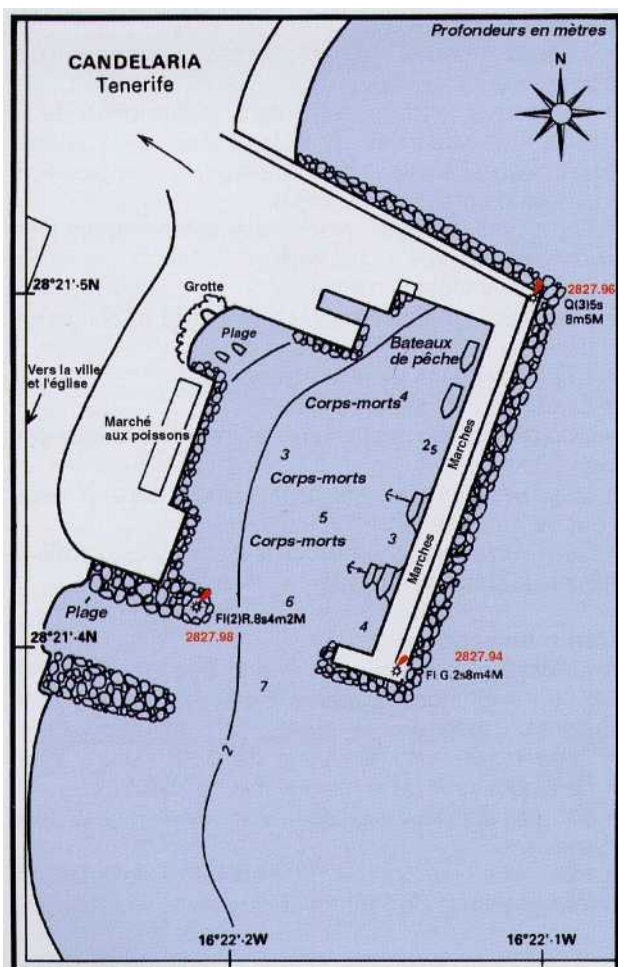 Profondeurs en mètres
CANDELARIA
Tenerife
N
28°21'·5N
2827.96
Q(3)5s
8m5M
Grotte
Plage
Bateaux
de pêche
Vers la ville
et l'église
Corps-morts
4
Marché
aux poissons
Marches
3
2₅
Corps-morts
5
Corps-morts
3
Marches
Plage
6
Fl(2)R.8s4m2M
2827.98
4
28°21'·4N
2827.94
Fl G 2s8m4M
7
2
16°22'·2W
16°22'·1W